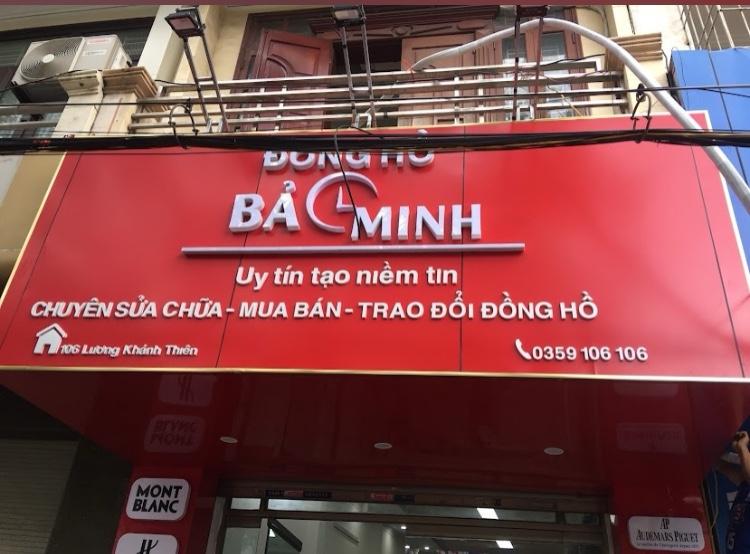 ĐỒNG HỒ
BẢO MINH
Uy tín tạo niềm tin
CHUYÊN SỬA CHỮA - MUA BÁN - TRAO ĐỔI ĐỒNG HỒ
106 Lương Khánh Thiện
0359 106 106
MONT
BLANC
AP
AUDEMARS PIGUET